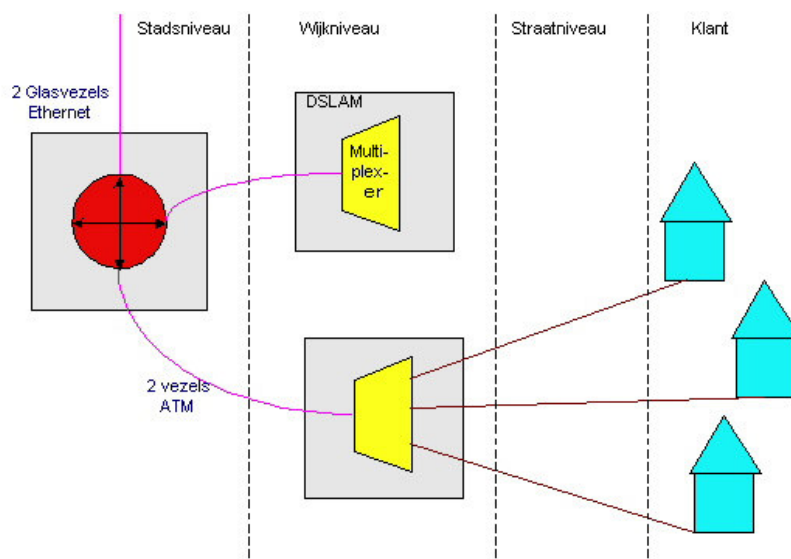 Stadsniveau
Wijkniveau
Straatniveau
Klant
2 Glasvezels
Ethernet
DSLAM
Multi-
plex-
er
2 vezels
ATM